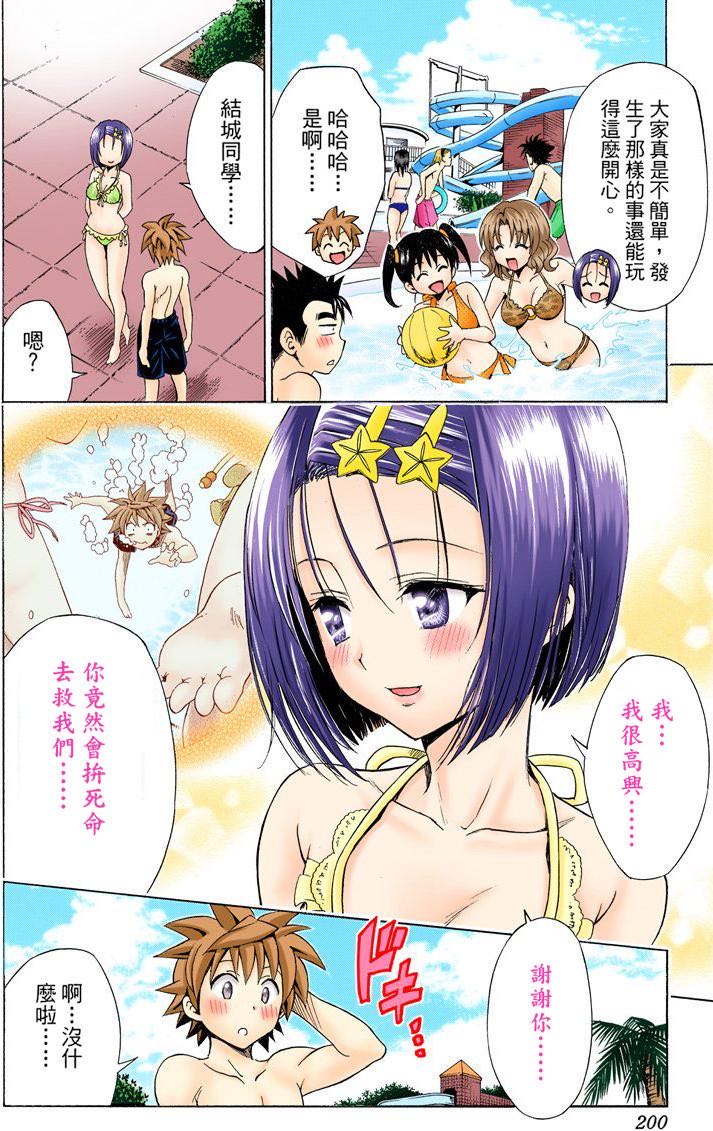 大家真是不簡單，發
生了那樣的事還能玩
得這麼開心。
哈哈哈⋯
是啊⋯⋯
結城同學⋯⋯
嗯？
我⋯
我很高興⋯⋯
你竟然會拚死命
去救我們⋯⋯
謝謝你⋯⋯
ドキ⋯
啊⋯沒什
麼啦⋯⋯
200